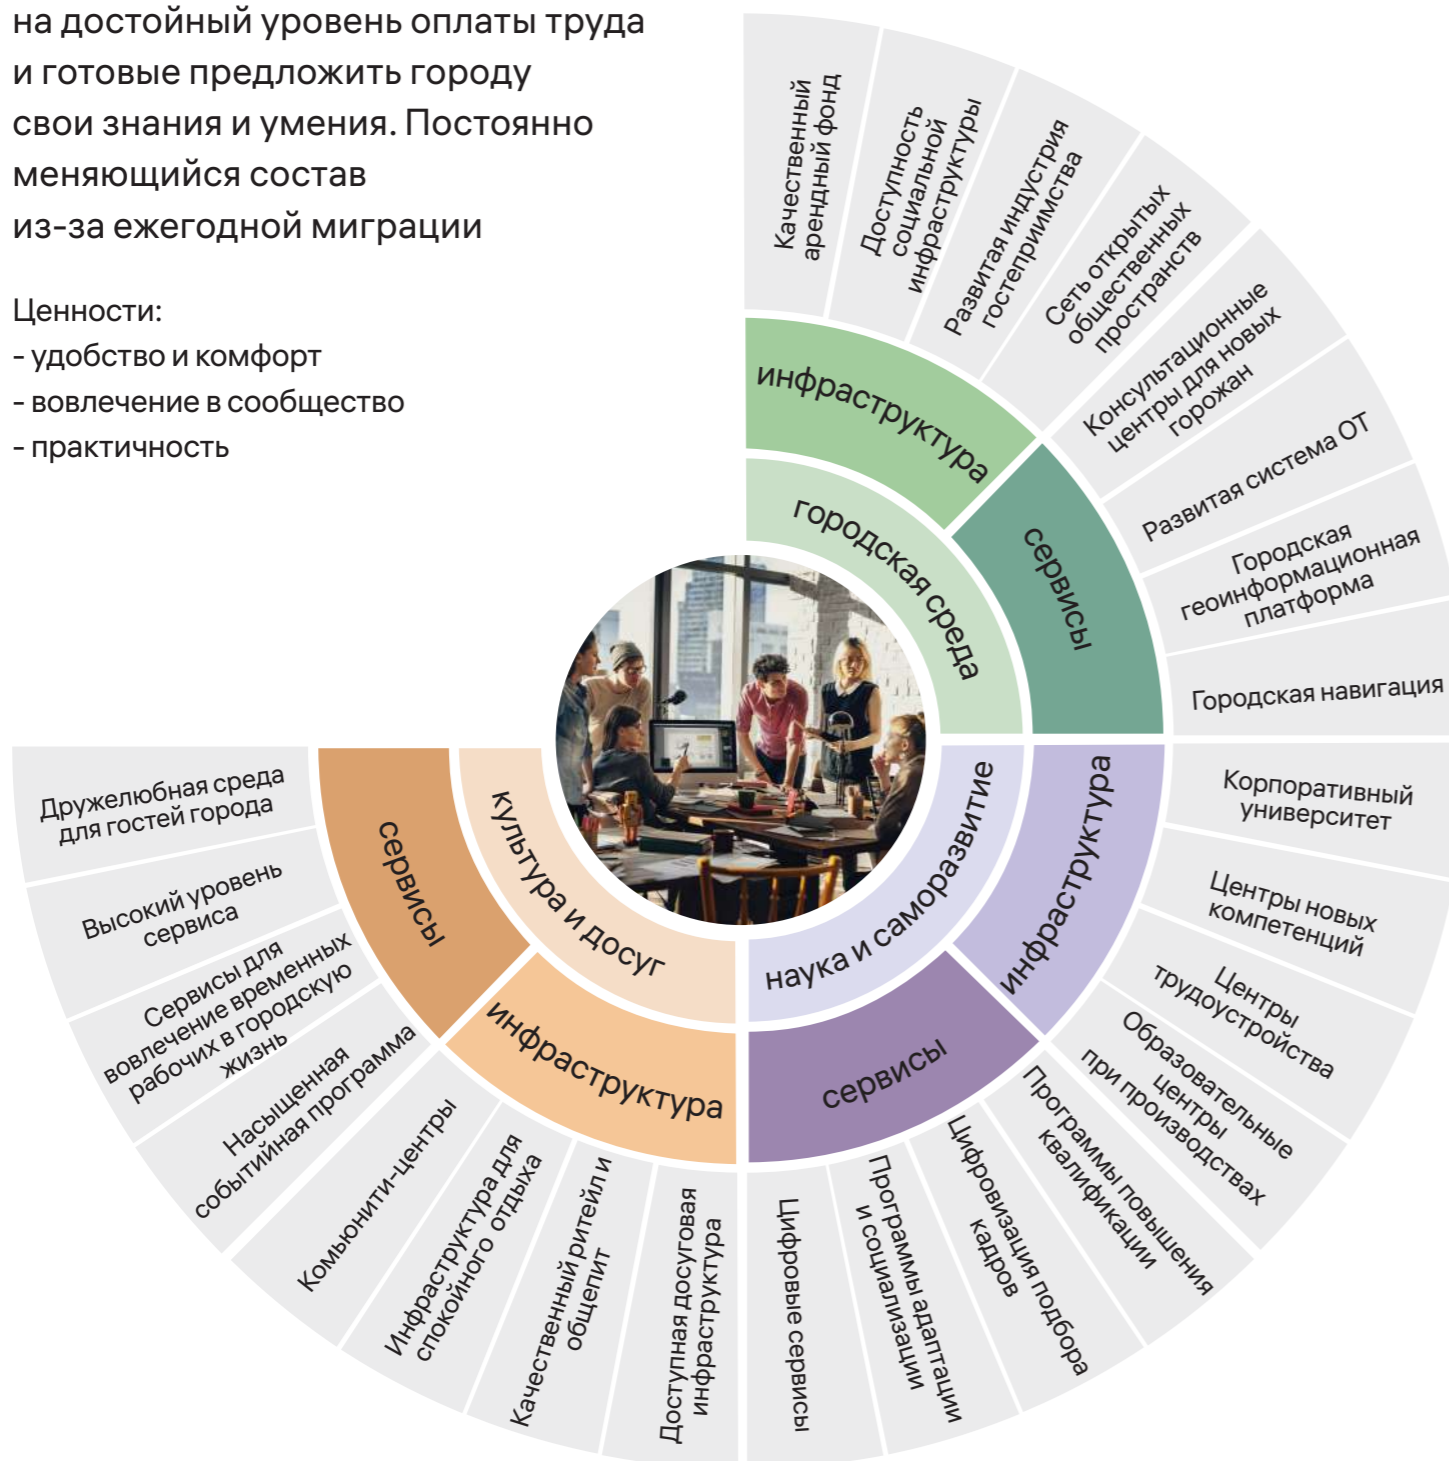 на достойный уровень оплаты труда
и готовые предложить городу
свои знания и умения. Постоянно
меняющийся состав
из-за ежегодной миграции
Ценности:
- удобство и комфорт
- вовлечение в сообщество
- практичность
городская среда
инфраструктура
Качественный
арендный фонд
Доступность
социальной
инфраструктуры
Развитая индустрия
гостеприимства
Сеть открытых
общественных
пространств
сервисы
Консультационные
центры для новых
горожан
Развитая система ОТ
Городская
геоинформационная
платформа
Городская навигация
наука и саморазвитие
инфраструктура
Корпоративный
университет
Центры новых
компетенций
Центры
трудоустройства
Образовательные
центры
при производствах
сервисы
Программы повышения
квалификации
Цифровизация подбора
кадров
Программы адаптации
и социализации
Цифровые сервисы
культура и досуг
инфраструктура
Доступная досуговая
инфраструктура
Качественный ритейл и
общепит
Инфраструктура для
спокойного отдыха
Комьюнити-центры
сервисы
Насыщенная
событийная программа
Сервисы для
вовлечение временных
рабочих в городскую
жизнь
Высокий уровень
сервиса
Дружелюбная среда
для гостей города